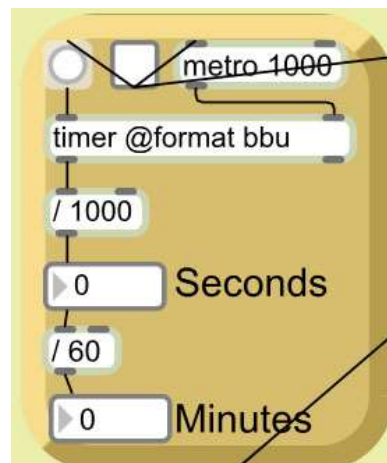 metro 1000
timer @format bbu
/ 1000
0 Seconds
/ 60
0 Minutes